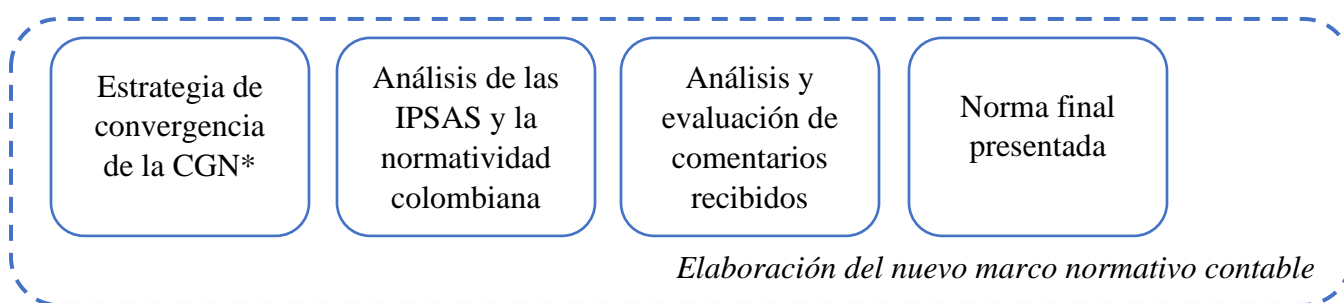 Estrategia de
convergencia
de la CGN*
Análisis de las
IPSAS y la
normatividad
colombiana
Análisis y
evaluación de
comentarios
recibidos
Norma final
presentada
Elaboración del nuevo marco normativo contable